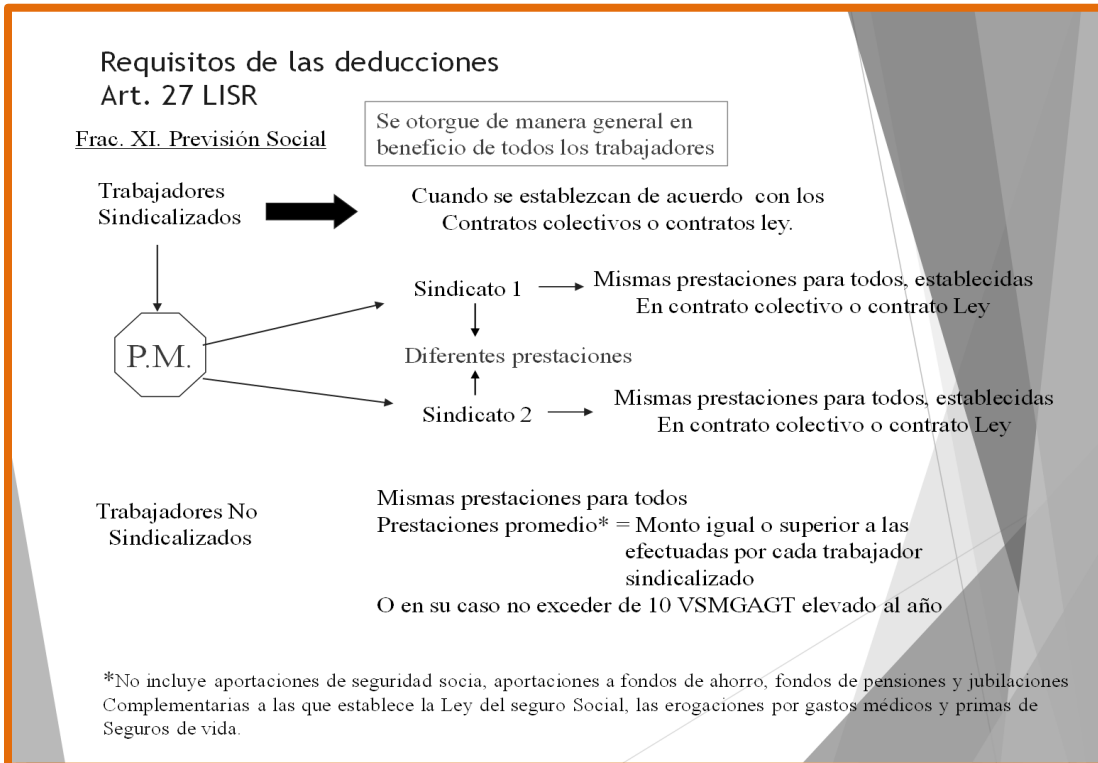 Requisitos de las deducciones
Art. 27 LISR
Frac. XI. Previsión Social
Se otorgue de manera general en
beneficio de todos los trabajadores
Trabajadores
Sindicalizados
Cuando se establezcan de acuerdo con los
Contratos colectivos o contratos ley.
P.M.
Sindicato 1
Mismas prestaciones para todos, establecidas
En contrato colectivo o contrato Ley
Diferentes prestaciones
Sindicato 2
Mismas prestaciones para todos, establecidas
En contrato colectivo o contrato Ley
Trabajadores No
Sindicalizados
Mismas prestaciones para todos
Prestaciones promedio* = Monto igual o superior a las
efectuadas por cada trabajador
sindicalizado
O en su caso no exceder de 10 VSMGAGT elevado al año
*No incluye aportaciones de seguridad socia, aportaciones a fondos de ahorro, fondos de pensiones y jubilaciones
Complementarias a las que establece la Ley del seguro Social, las erogaciones por gastos médicos y primas de
Seguros de vida.